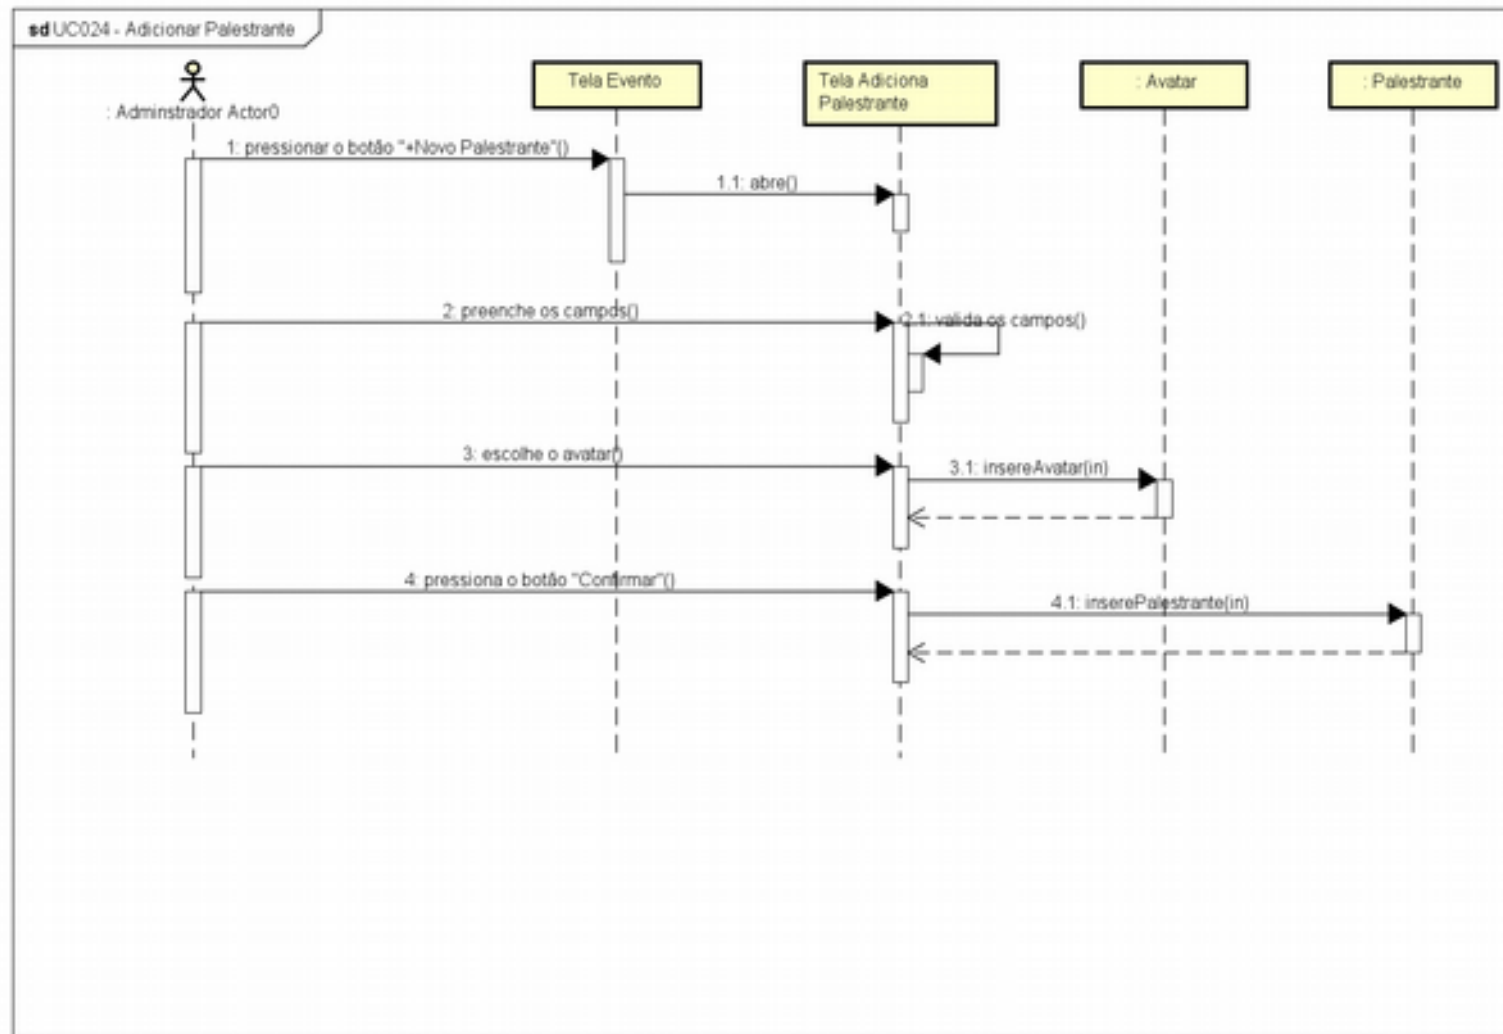 sd UC024 - Adicionar Palestrante
: Adminstrador Actor0
Tela Evento
Tela Adiciona
Palestrante
: Avatar
: Palestrante
1: pressionar o botão "+Novo Palestrante"()
1.1: abre()
2: preenche os campos()
2.1: valida os campos()
3: escolhe o avatar()
3.1: insereAvatar(in)
4: pressiona o botão "Confirmar"()
4.1: inserePalestrante(in)